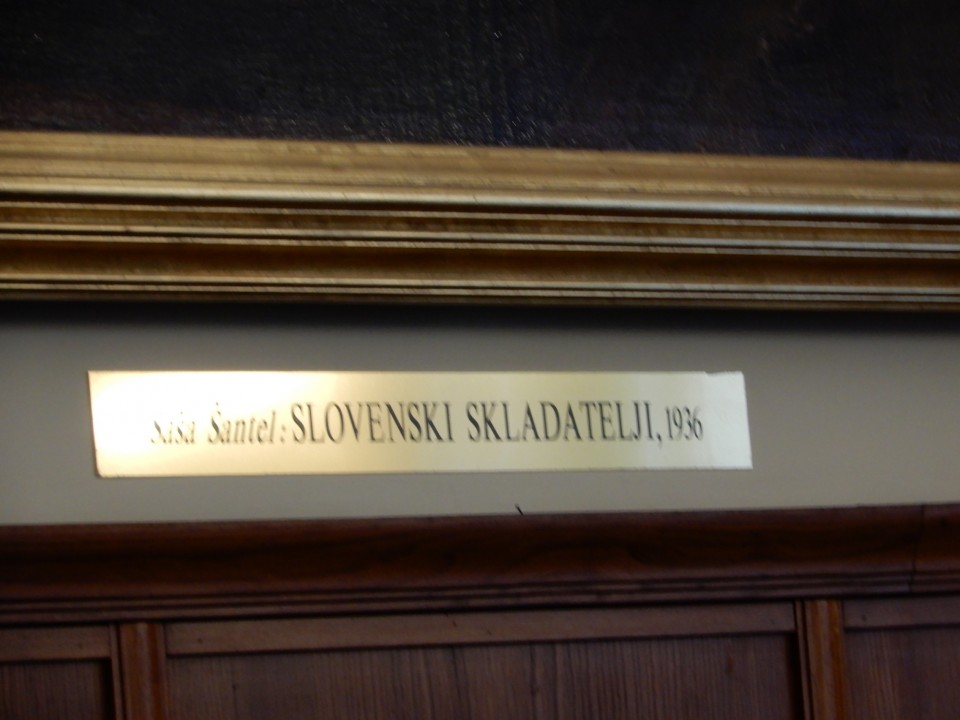 Saša Šantel: SLOVENSKI SKLADATELJI, 1936